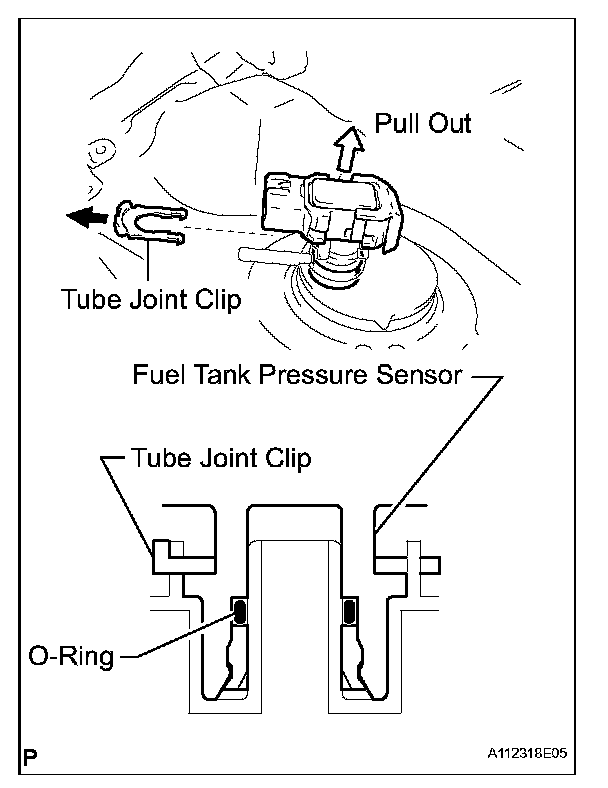 Pull Out
Tube Joint Clip
Fuel Tank Pressure Sensor
Tube Joint Clip
O-Ring
P
A112318E05